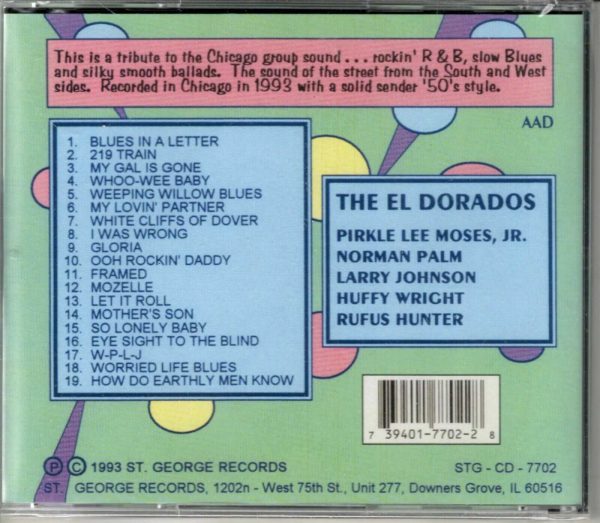 This is a tribute to the Chicago group sound . . . rockin' R & B, slow Blues
and silky smooth ballads. The sound of the street from the South and West
sides. Recorded in Chicago in 1993 with a solid sender '50's style.
AAD
1. BLUES IN A LETTER
2. 219 TRAIN
3. MY GAL IS GONE
4. WHOO-WEE BABY
5. WEEPING WILLOW BLUES
6. MY LOVIN' PARTNER
7. WHITE CLIFFS OF DOVER
8. I WAS WRONG
9. GLORIA
10. OOH ROCKIN' DADDY
11. FRAMED
12. MOZELLE
13. LET IT ROLL
14. MOTHER'S SON
15. SO LONELY BABY
16. EYE SIGHT TO THE BLIND
17. W-P-L-J
18. WORRIED LIFE BLUES
19. HOW DO EARTHLY MEN KNOW
THE EL DORADOS
PIRKLE LEE MOSES, JR.
NORMAN PALM
LARRY JOHNSON
HUFFY WRIGHT
RUFUS HUNTER
7 39401-7702-2 8
Ⓟ Ⓒ 1993 ST. GEORGE RECORDS
STG - CD - 7702
ST. GEORGE RECORDS, 1202n - West 75th St., Unit 277, Downers Grove, IL 60516